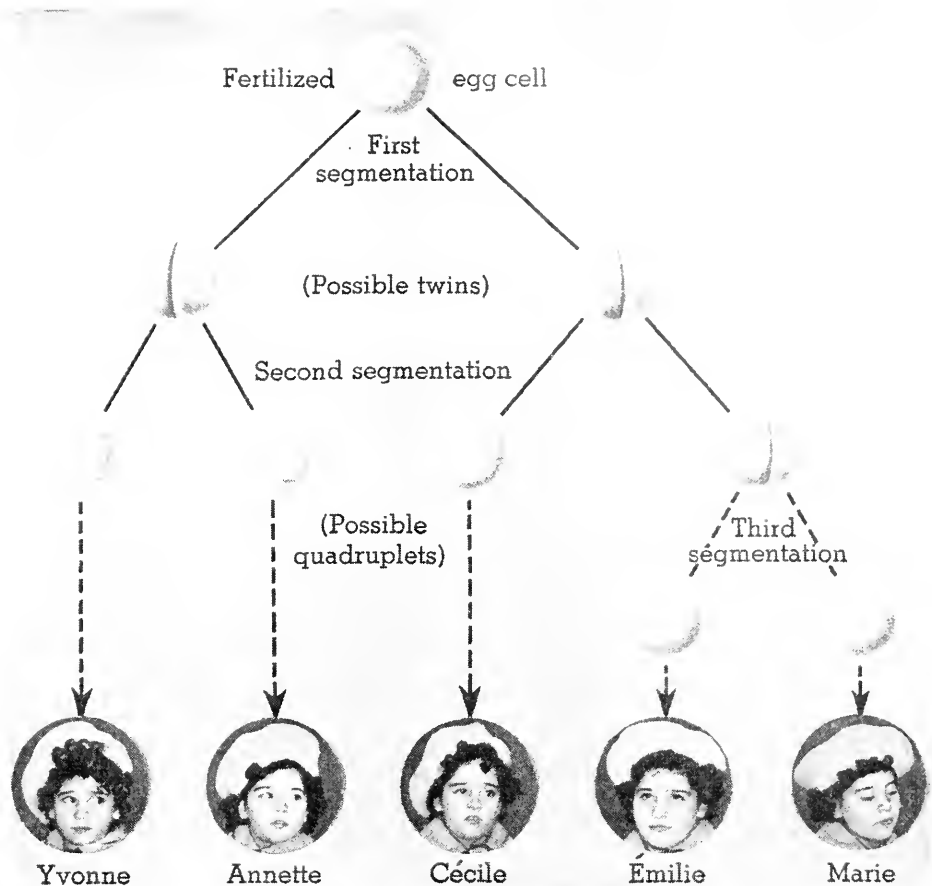 Fertilized egg cell
First
segmentation
(Possible twins)
Second segmentation
(Possible
quadruplets)
Third
segmentation
Yvonne Annette Cécile Émilie Marie